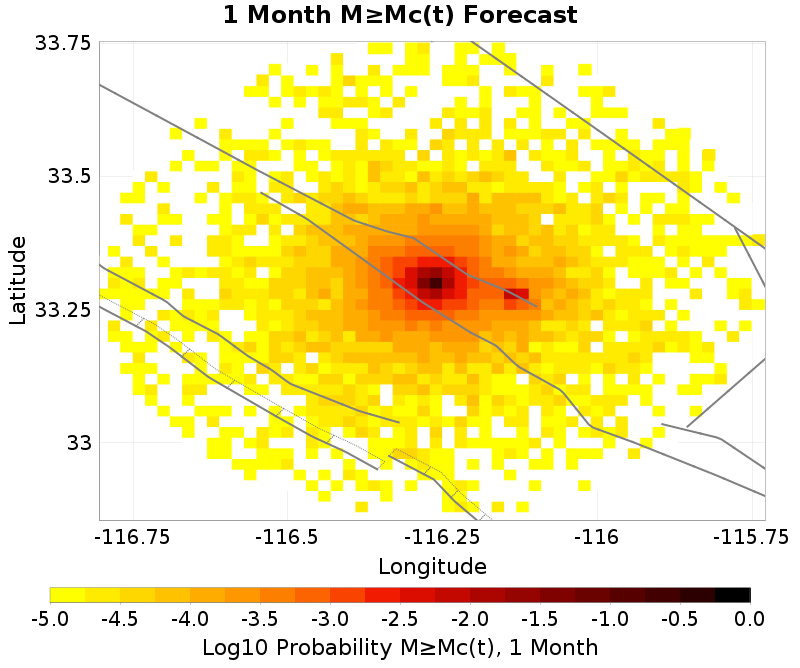 1 Month M≥Mc(t) Forecast
33.75
33.5
33.25
33
Latitude
-116.75 -116.5 -116.25 -116 -115.75
Longitude
-5.0 -4.5 -4.0 -3.5 -3.0 -2.5 -2.0 -1.5 -1.0 -0.5 0.0
Log10 Probability M≥Mc(t), 1 Month